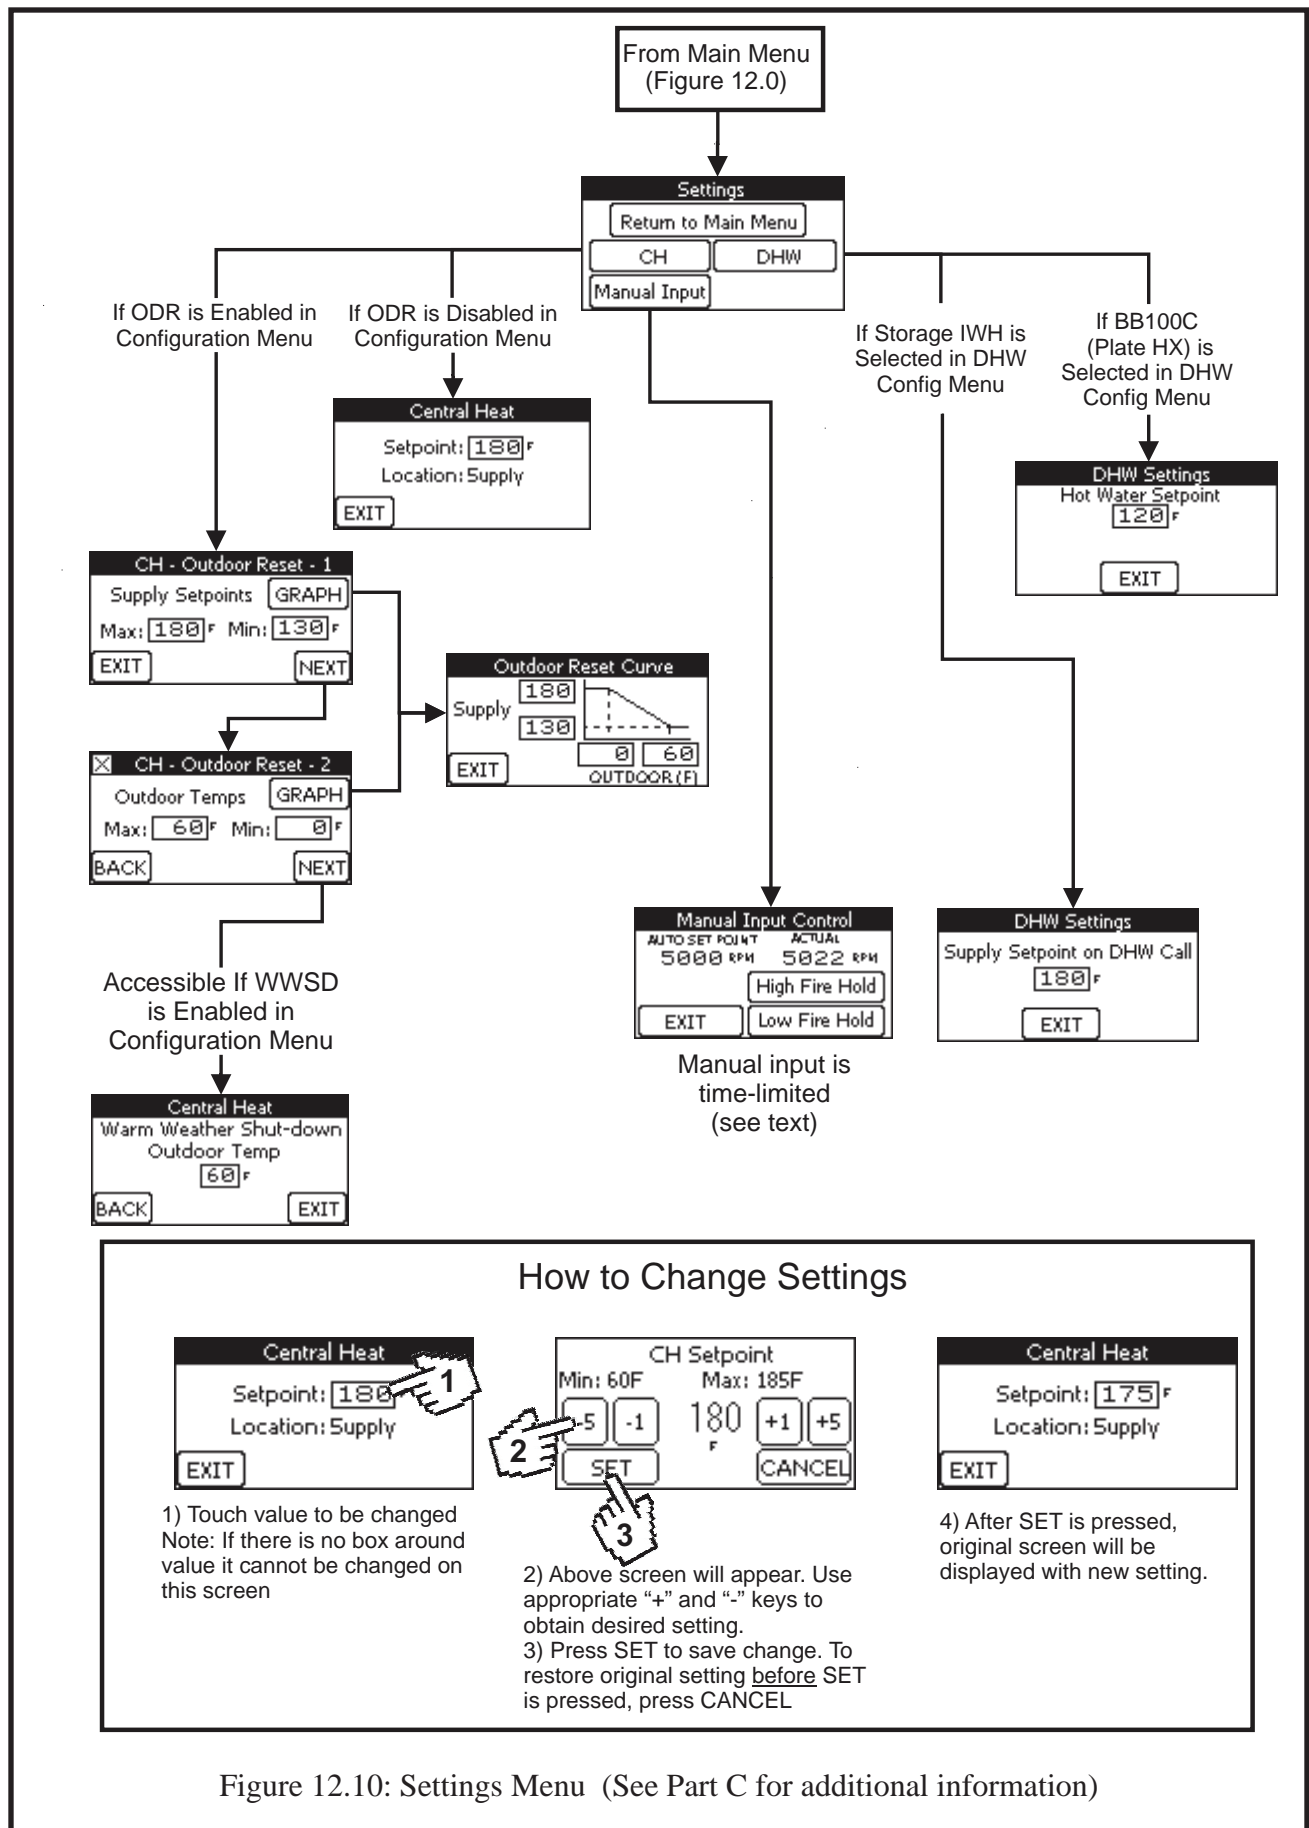 From Main Menu
(Figure 12.0)
Settings
Return to Main Menu
CH
DHW
Manual Input
If ODR is Enabled in
Configuration Menu
If ODR is Disabled in
Configuration Menu
If Storage IWH is
Selected in DHW
Config Menu
If BB100C
(Plate HX) is
Selected in DHW
Config Menu
Central Heat
Setpoint: 180 F
Location: Supply
EXIT
DHW Settings
Hot Water Setpoint
120 F
EXIT
CH - Outdoor Reset - 1
Supply Setpoints GRAPH
Max: 180 F Min: 130 F
EXIT NEXT
Outdoor Reset Curve
180
Supply
130
0 60
EXIT
OUTDOOR (F)
CH - Outdoor Reset - 2
Outdoor Temps GRAPH
Max: 60 F Min: 0 F
BACK NEXT
Manual Input Control
AUTO SET POINT ACTUAL
5000 RPM 5022 RPM
High Fire Hold
EXIT Low Fire Hold
Manual input is
time-limited
(see text)
DHW Settings
Supply Setpoint on DHW Call
180 F
EXIT
Accessible If WWSD
is Enabled in
Configuration Menu
Central Heat
Warm Weather Shut-down
Outdoor Temp
60 F
BACK EXIT
How to Change Settings
Central Heat
Setpoint: 180
Location: Supply
EXIT
1
1) Touch value to be changed
Note: If there is no box around
value it cannot be changed on
this screen
CH Setpoint
Min: 60F Max: 185F
-5 -1 180 F +1 +5
SET CANCEL
2
3
2) Above screen will appear. Use
appropriate “+” and “-” keys to
obtain desired setting.
3) Press SET to save change. To
restore original setting before SET
is pressed, press CANCEL
Central Heat
Setpoint: 175 F
Location: Supply
EXIT
4) After SET is pressed,
original screen will be
displayed with new setting.
Figure 12.10: Settings Menu (See Part C for additional information)